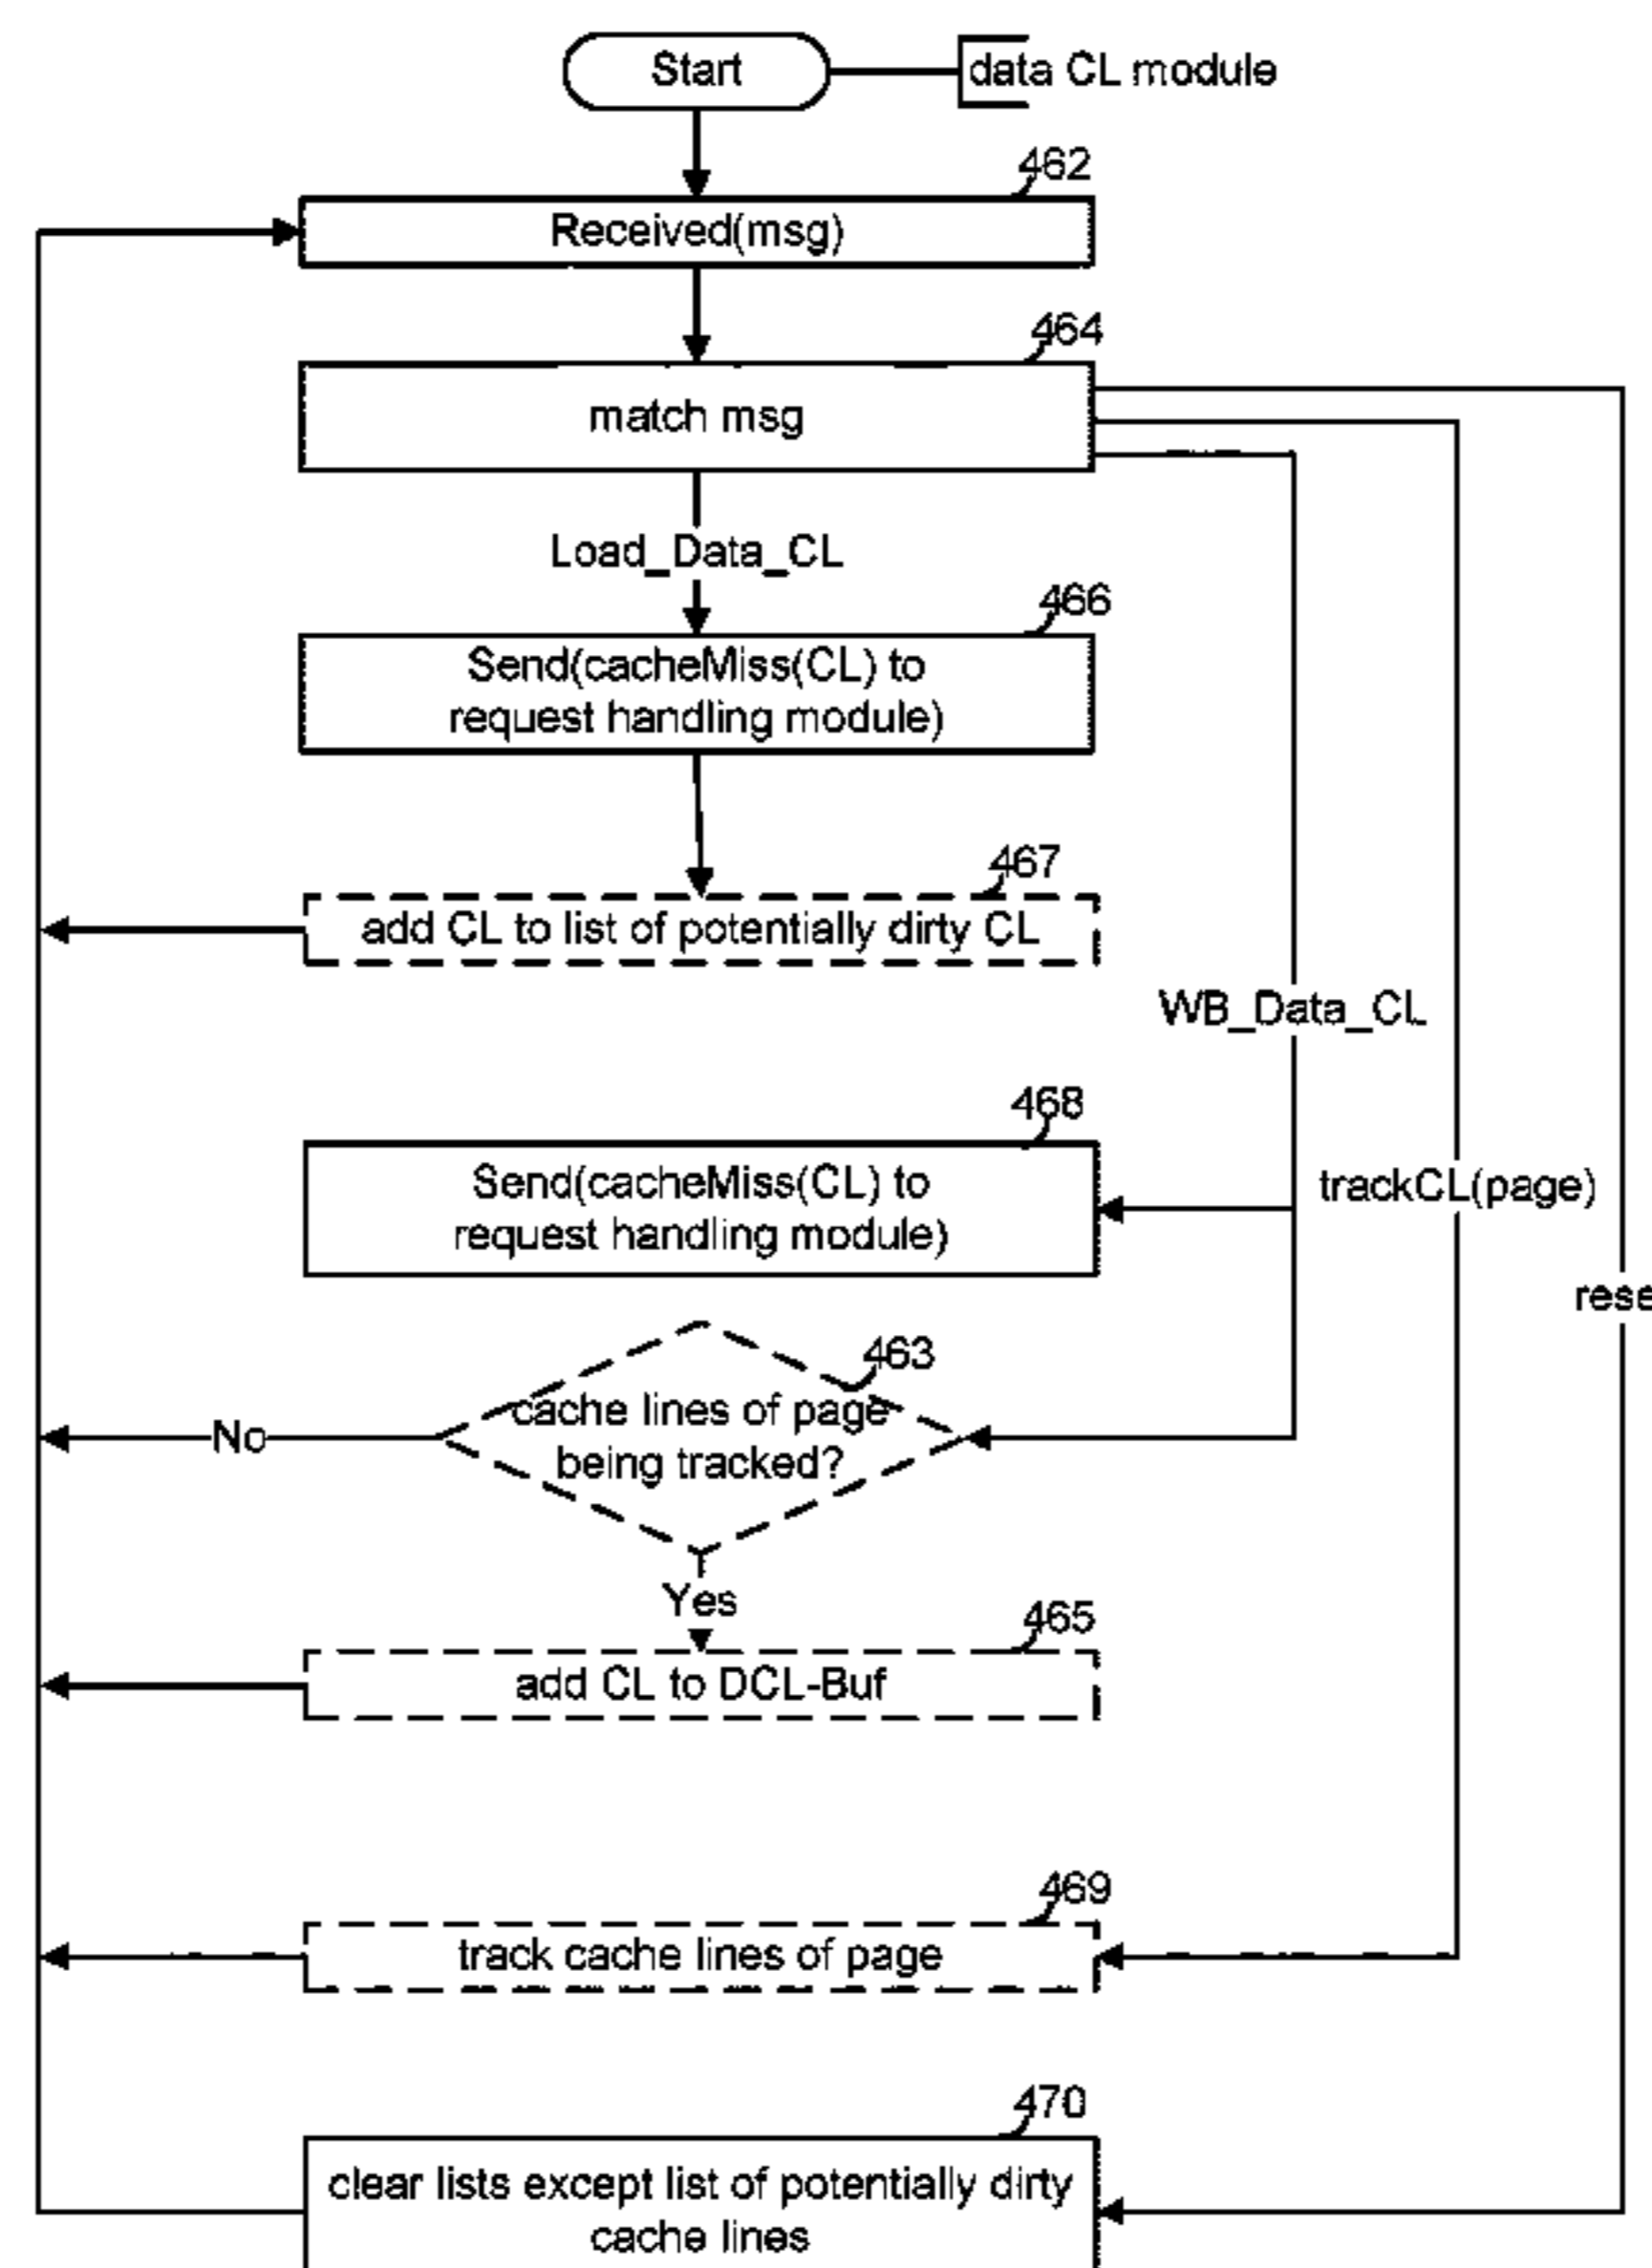 Start
data CL module
462
Received(msg)
464
match msg
Load_Data_CL
466
Send(cacheMiss(CL) to
request handling module)
467
add CL to list of potentially dirty CL
WB_Data_CL
468
Send(cacheMiss(CL) to
request handling module)
trackCL(page)
rese
463
cache lines of page
being tracked?
No
Yes
465
add CL to DCL-Buf
469
track cache lines of page
470
clear lists except list of potentially dirty
cache lines